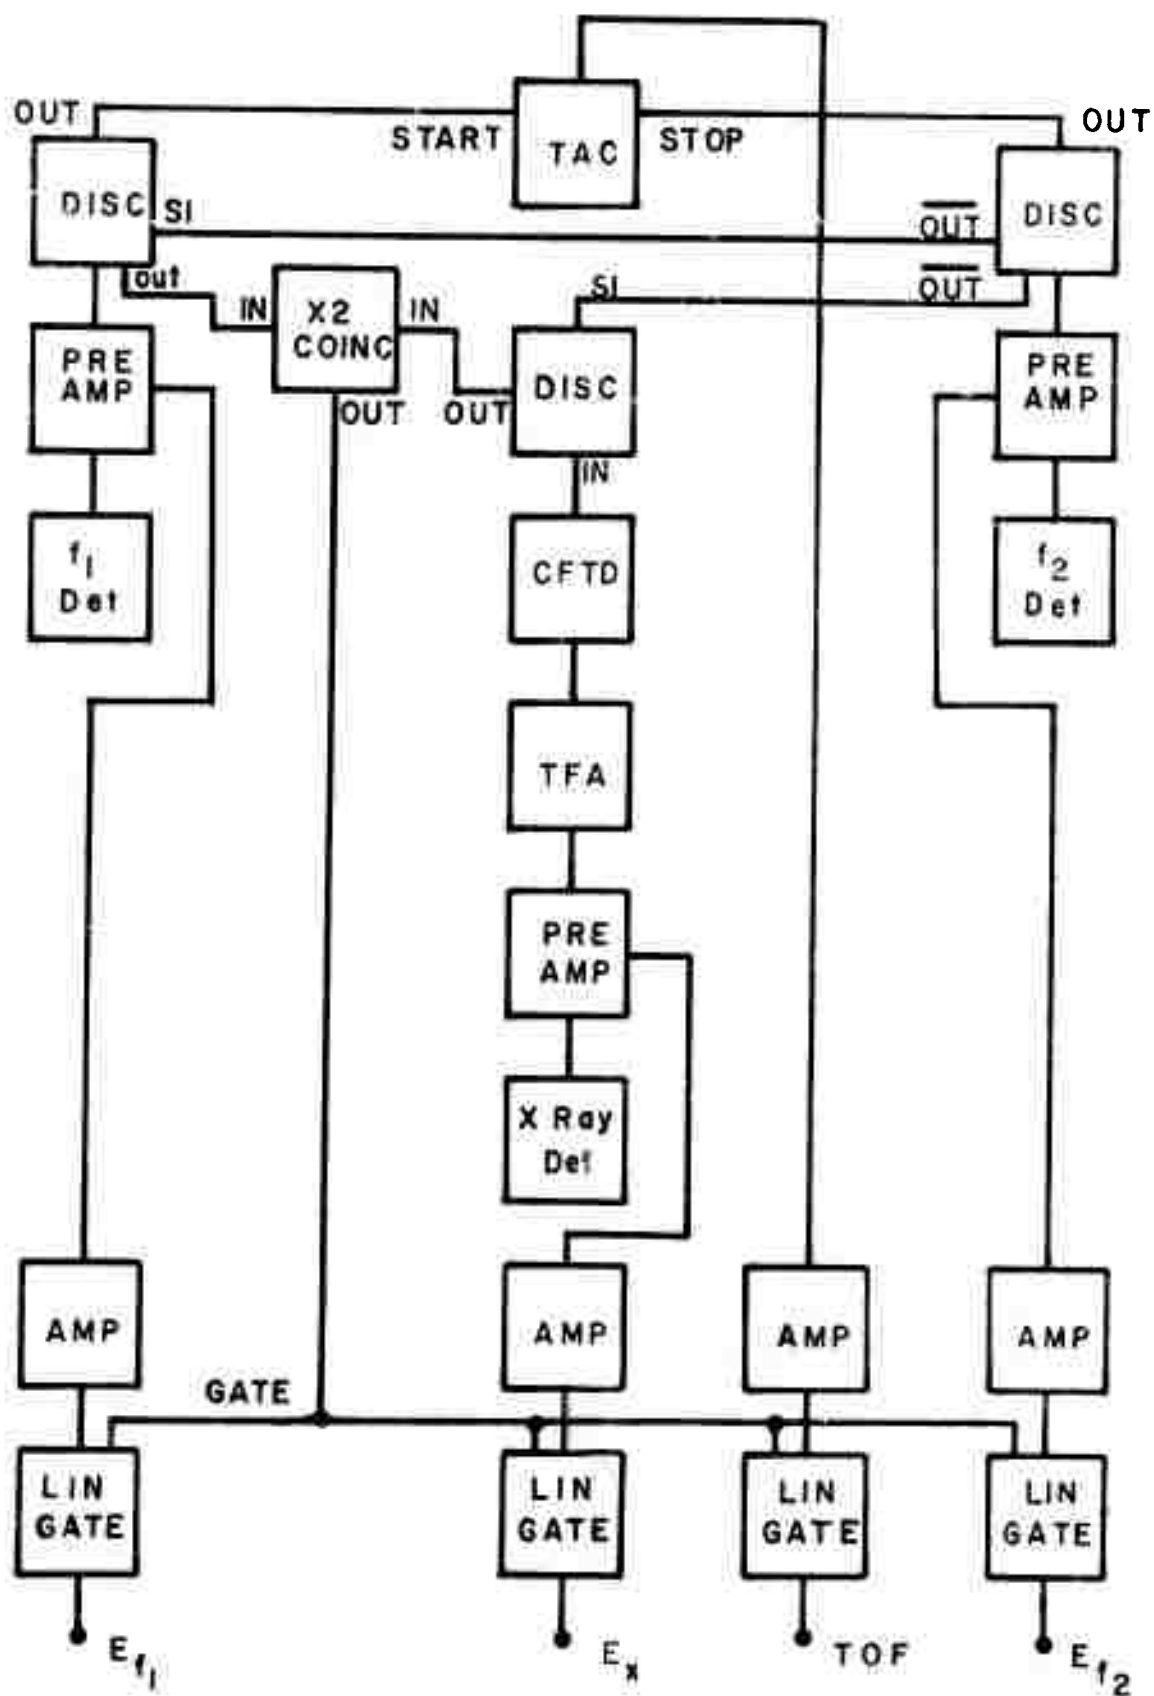 OUT
START
TAC
STOP
OUT
DISC
SI
OUT
DISC
out
IN
X2
COINC
IN
SI
OUT
PRE
AMP
OUT
OUT
DISC
PRE
AMP
IN
f1
Det
CFTD
f2
Det
TFA
PRE
AMP
X Ray
Det
AMP
AMP
AMP
AMP
GATE
LIN
GATE
LIN
GATE
LIN
GATE
LIN
GATE
Ef1
Ex
TOF
Ef2